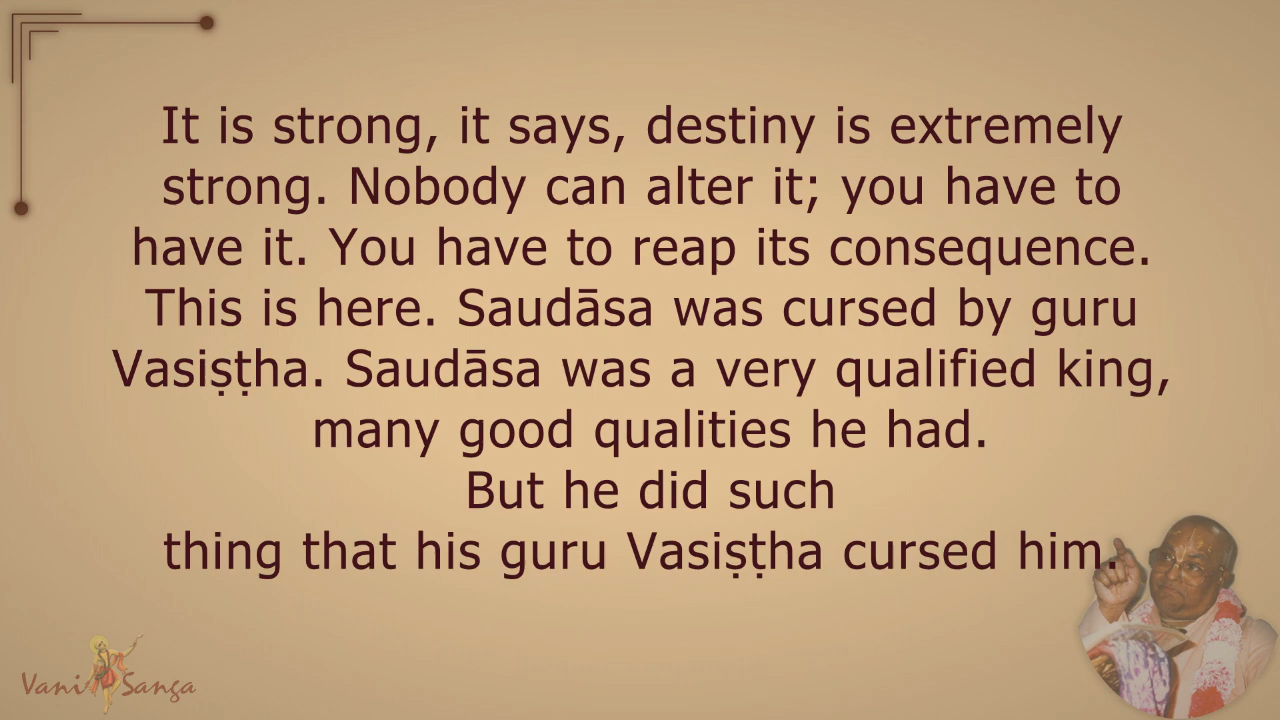 It is strong, it says, destiny is extremely
strong. Nobody can alter it; you have to
have it. You have to reap its consequence.
This is here. Saudāsa was cursed by guru
Vasiṣṭha. Saudāsa was a very qualified king,
many good qualities he had.
But he did such
thing that his guru Vasiṣṭha cursed him.
Vani Sanga